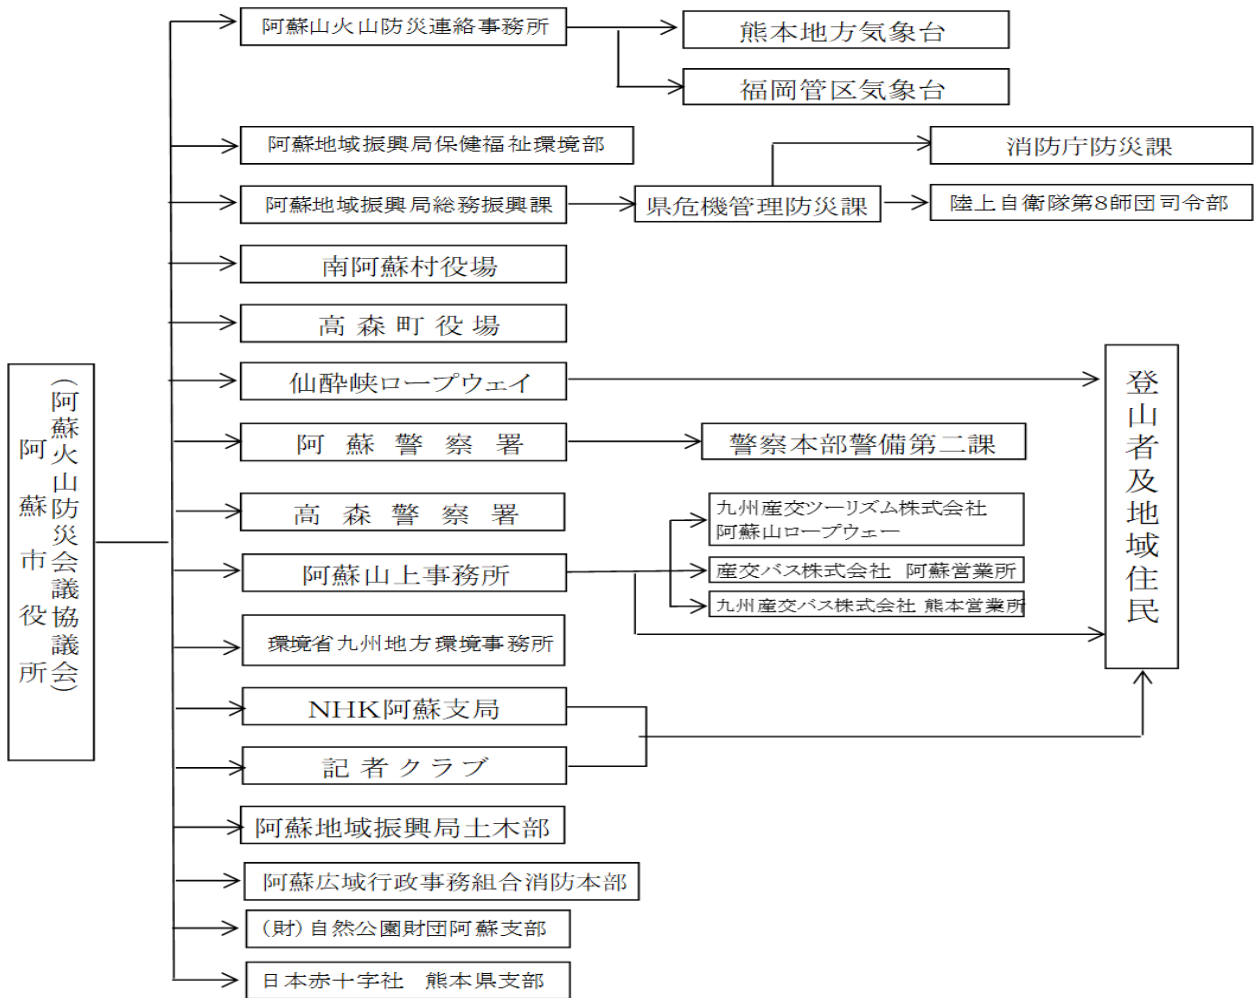 阿蘇市役所
(阿蘇火山防災会議協議会)
阿蘇山火山防災連絡事務所
熊本地方気象台
福岡管区気象台
阿蘇地域振興局保健福祉環境部
消防庁防災課
阿蘇地域振興局総務振興課
県危機管理防災課
陸上自衛隊第8師団司令部
南阿蘇村役場
高森町役場
仙酔峡ロープウェイ
登山者及地域住民
阿蘇警察署
警察本部警備第二課
高森警察署
九州産交ツーリズム株式会社
阿蘇山ロープウェー
阿蘇山上事務所
産交バス株式会社 阿蘇営業所
九州産交バス株式会社 熊本営業所
環境省九州地方環境事務所
NHK阿蘇支局
記者クラブ
阿蘇地域振興局土木部
阿蘇広域行政事務組合消防本部
(財)自然公園財団阿蘇支部
日本赤十字社 熊本県支部